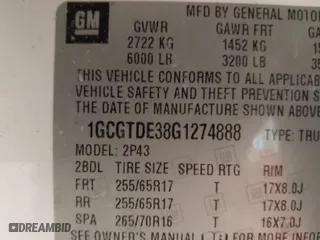 GM
MFD BY GENERAL MOTOR
GVWR GAWR FRT GA
2722 KG 1452 KG
6000 LB 3200 LB
THIS VEHICLE CONFORMS TO ALL APPLICABLE
VEHICLE SAFETY AND THEFT PREVENTION
THE DATE OF MANUFACTURE SHOWN
1GCGTDE38G1274888 TYPE: TRU
MODEL: 2P43
2BDL TIRE SIZE SPEED RTG RIM
FRT 255/65R17 T 17X8.0J
RR 255/65R17 T 17X8.0J
SPA 265/70R16 T 16X7.0J
SEE OWNER'S MANUAL
DREAMBID